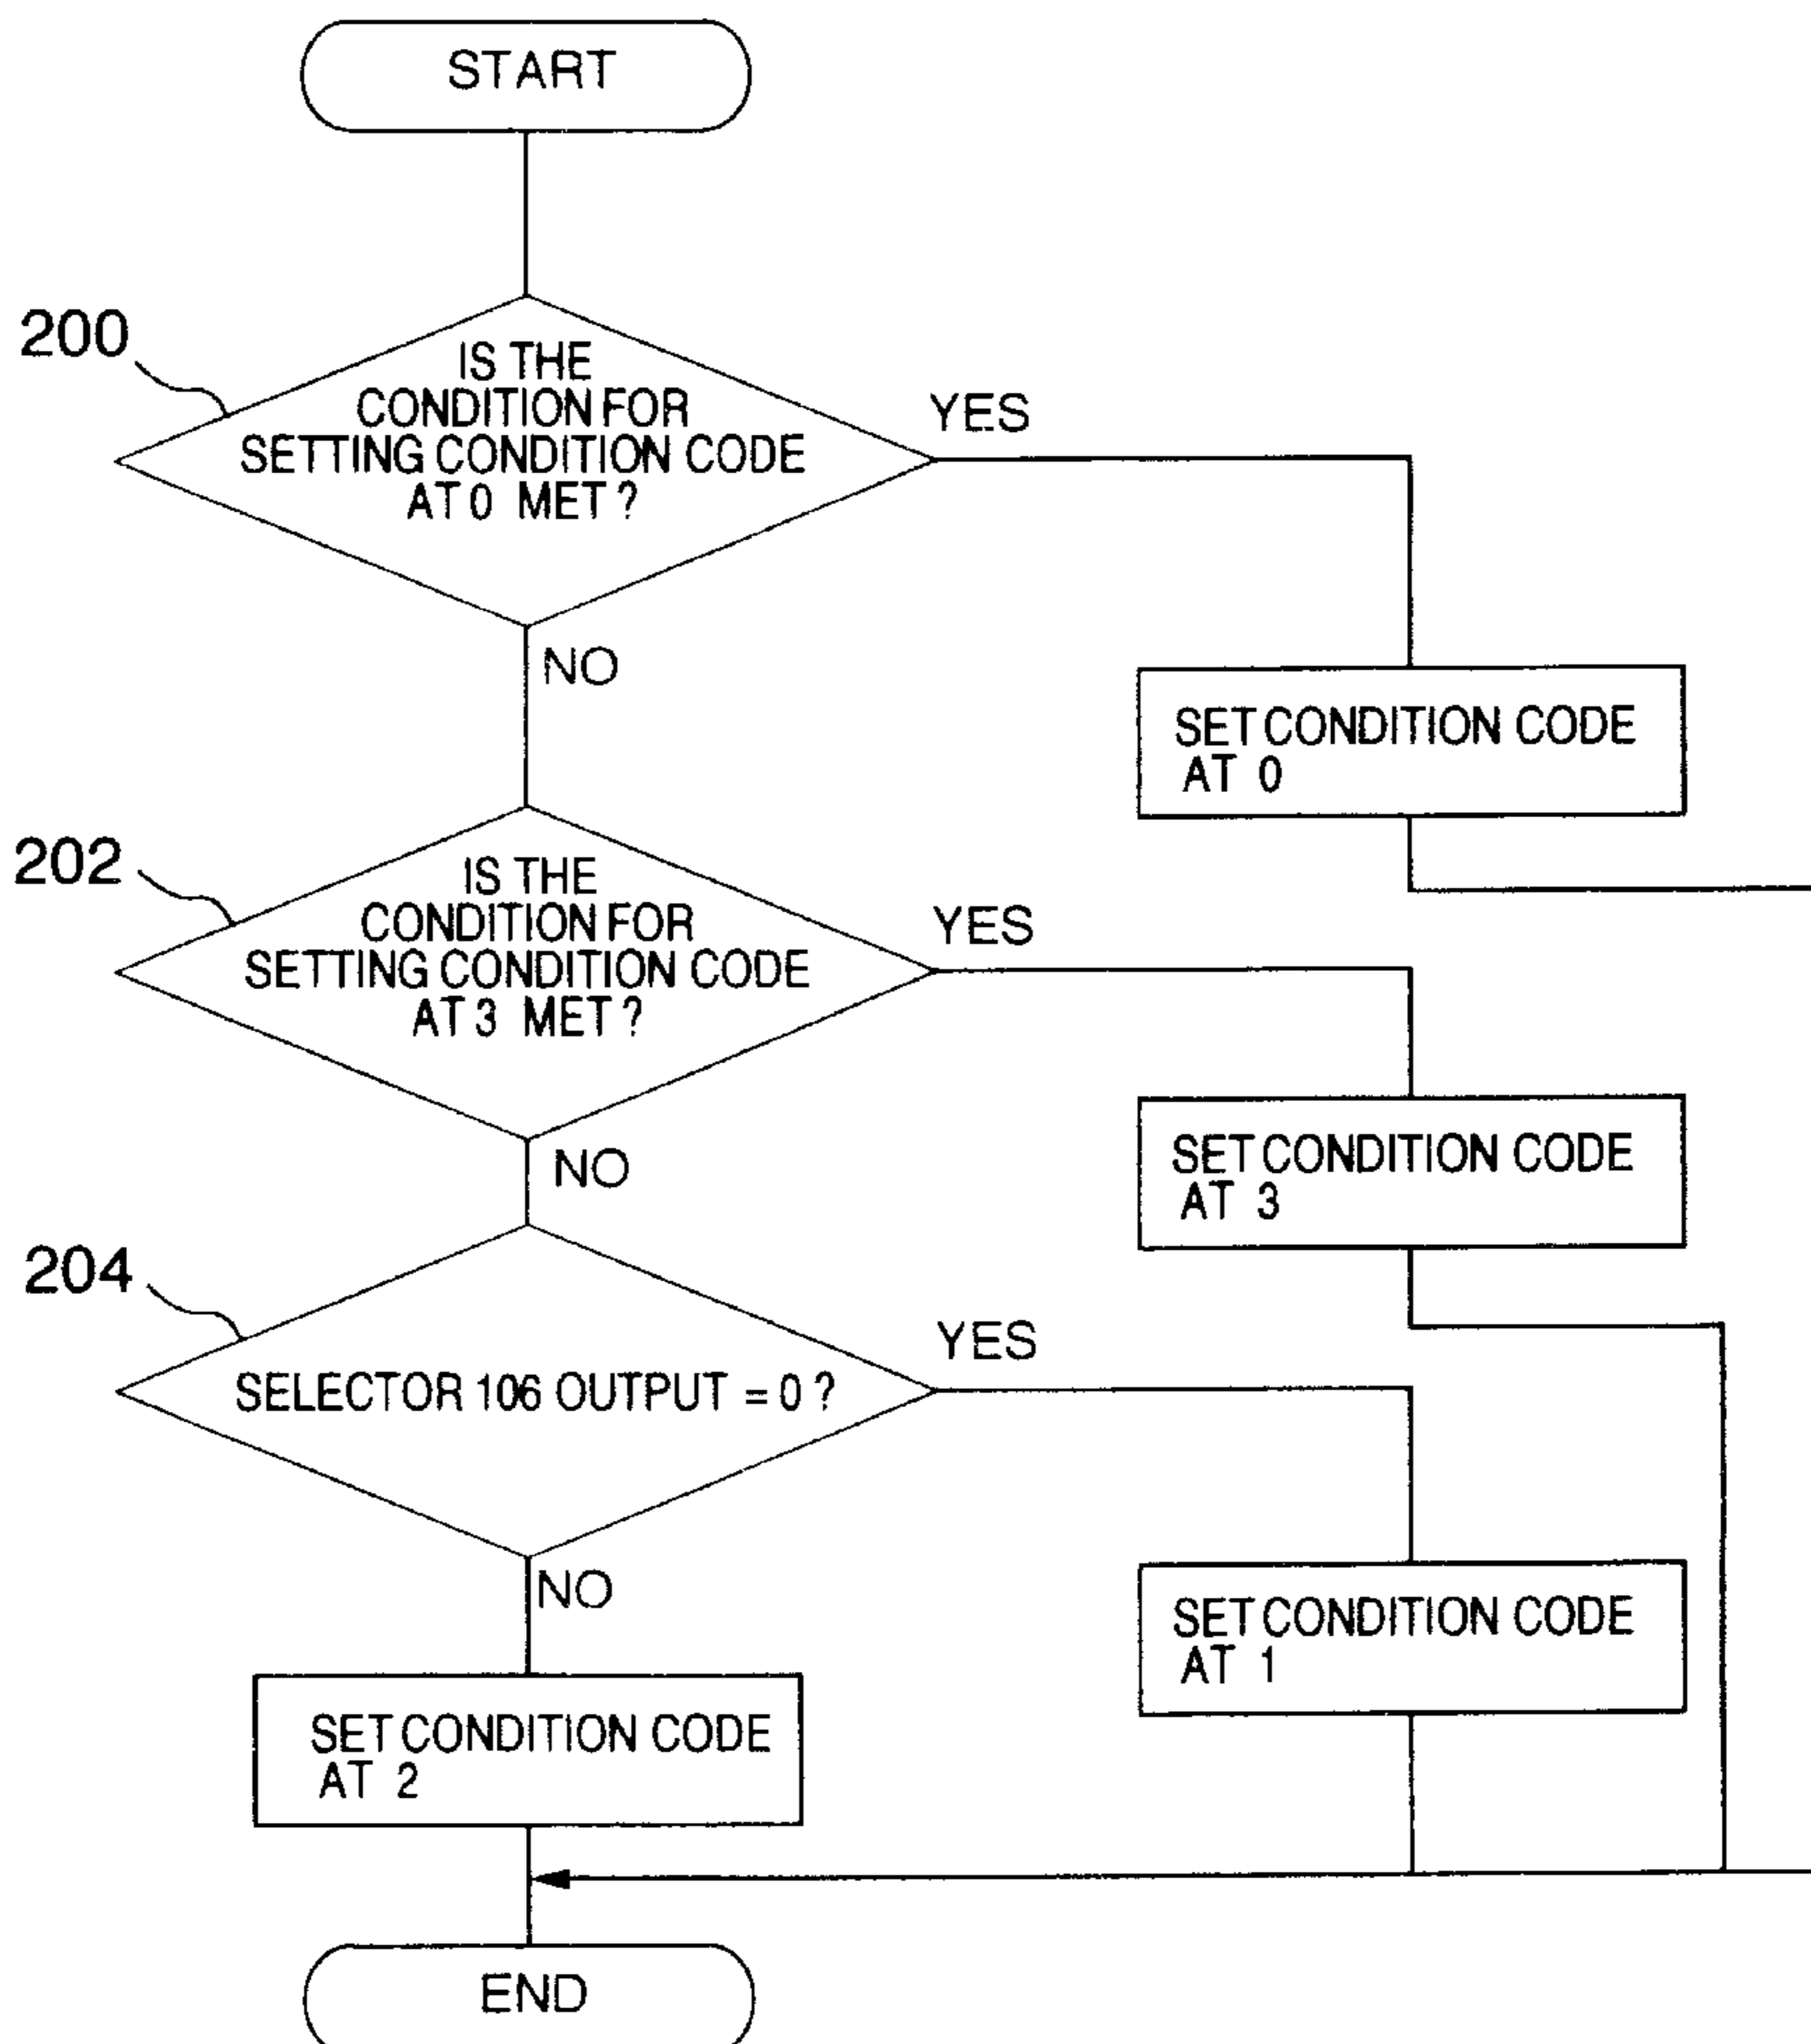 START
200
IS THE
CONDITION FOR
SETTING CONDITION CODE
AT 0 MET ?
YES
NO
SET CONDITION CODE
AT 0
202
IS THE
CONDITION FOR
SETTING CONDITION CODE
AT 3 MET ?
YES
NO
SET CONDITION CODE
AT 3
204
SELECTOR 106 OUTPUT = 0 ?
YES
NO
SET CONDITION CODE
AT 1
SET CONDITION CODE
AT 2
END